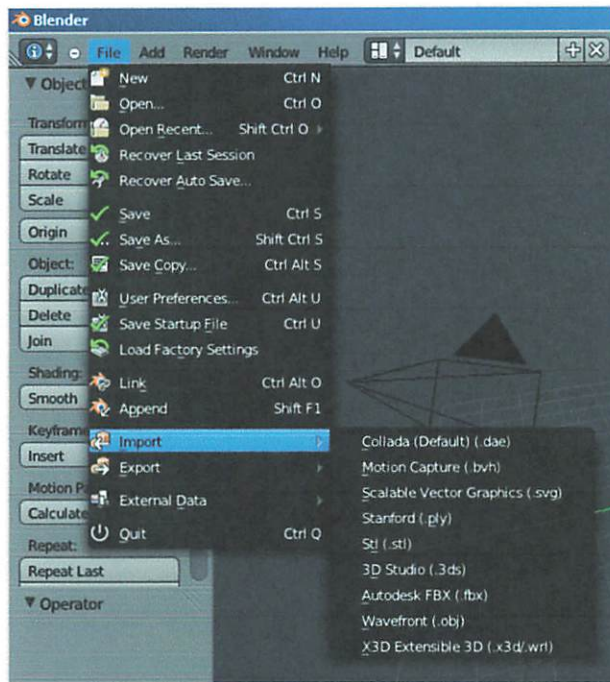 Blender
File Add Render Window Help Default
Object
New Ctrl N
Open... Ctrl O
Transform
Open Recent... Shift Ctrl O
Translate
Recover Last Session
Rotate
Recover Auto Save...
Scale
Save Ctrl S
Origin
Save As... Shift Ctrl S
Object:
Save Copy... Ctrl Alt S
Duplicate
User Preferences... Ctrl Alt U
Delete
Save Startup File Ctrl U
Join
Load Factory Settings
Shading:
Link Ctrl Alt O
Smooth
Append Shift F1
Keyframe
Import
Collada (Default) (.dae)
Insert
Export
Motion Capture (.bvh)
Motion Pa
Scalable Vector Graphics (.svg)
External Data
Calculate
Stanford (.ply)
Quit Ctrl Q
Repeat:
Stl (.stl)
Repeat Last
3D Studio (.3ds)
Autodesk FBX (.fbx)
Operator
Wavefront (.obj)
X3D Extensible 3D (.x3d/.wrl)